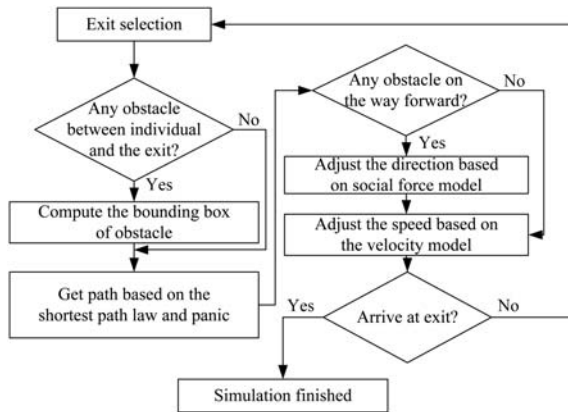 Exit selection
Any obstacle
between individual
and the exit?
No
Yes
Compute the bounding box
of obstacle
Get path based on the
shortest path law and panic
Any obstacle on
the way forward?
No
Yes
Adjust the direction based
on social force model
Adjust the speed based on
the velocity model
Arrive at exit?
Yes
No
Simulation finished